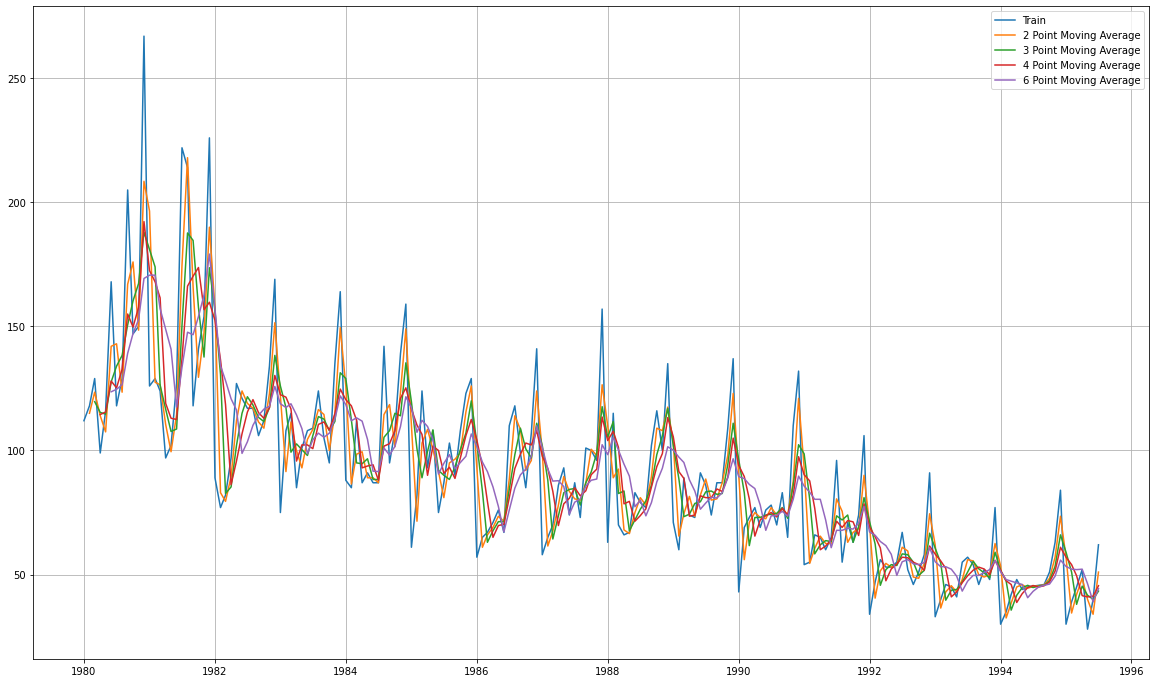 Train
2 Point Moving Average
3 Point Moving Average
4 Point Moving Average
6 Point Moving Average
250
200
150
100
50
1980 1982 1984 1986 1988 1990 1992 1994 1996